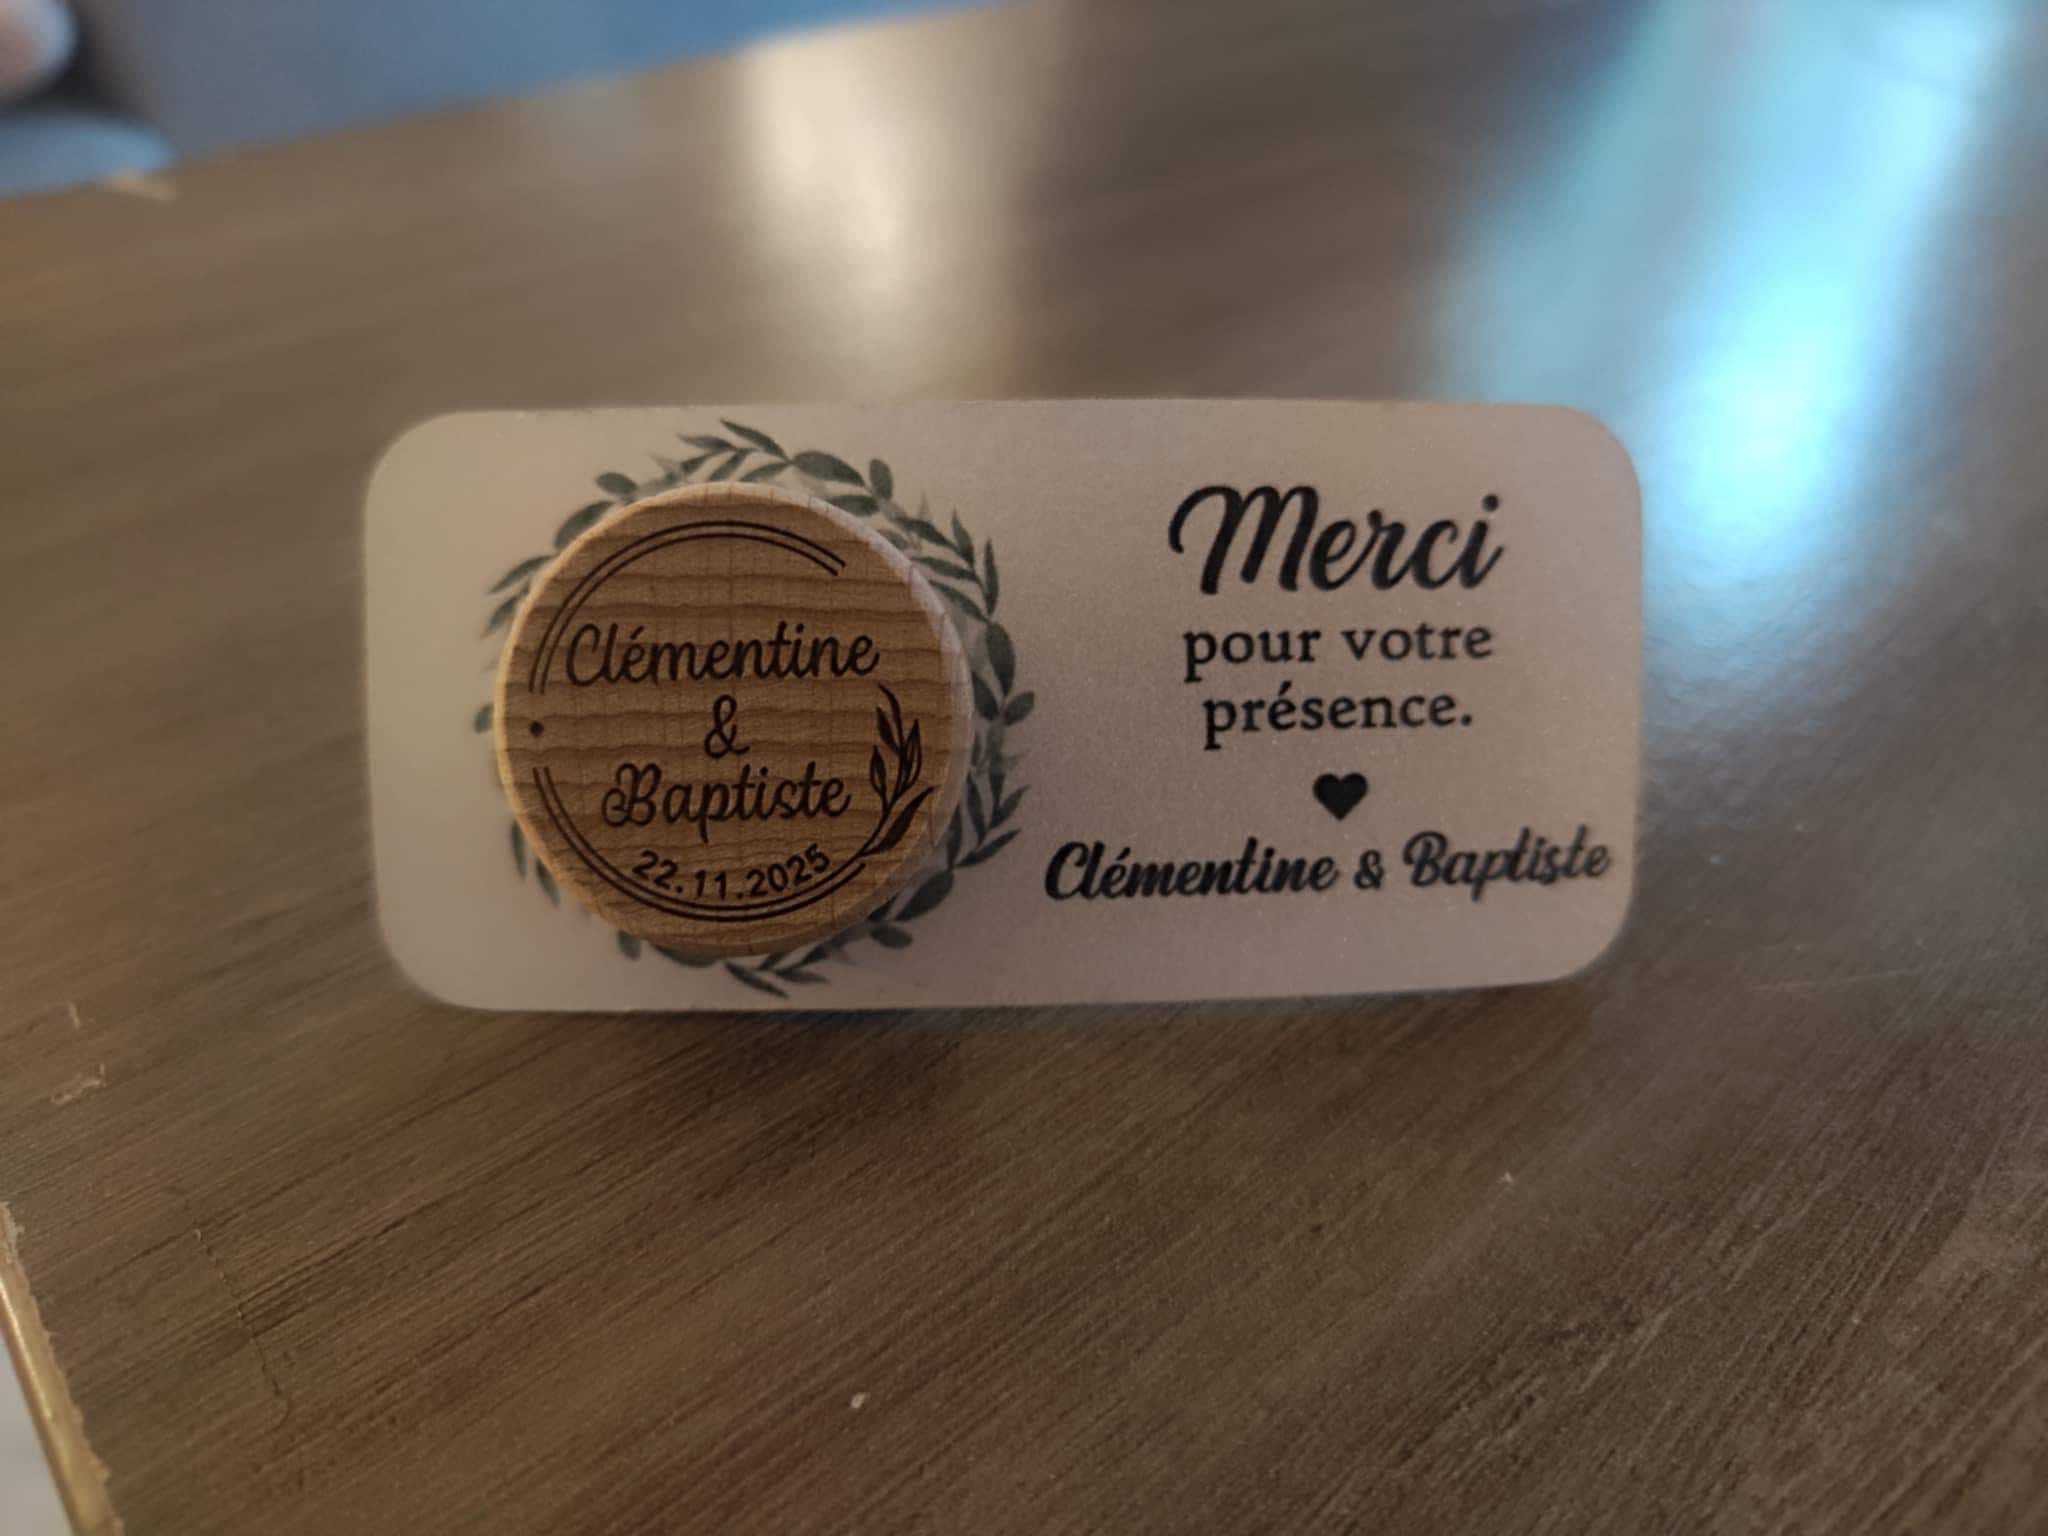 Clémentine
&
Baptiste
22.11.2025
Merci
pour votre
présence.
Clémentine & Baptiste